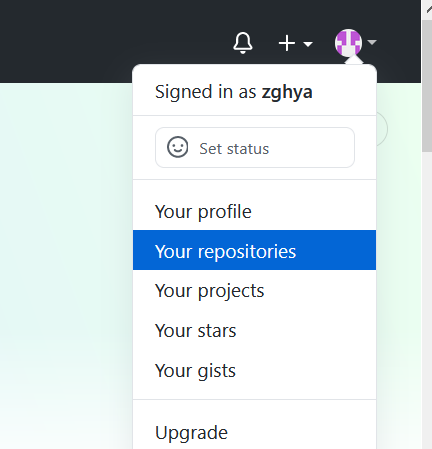 Signed in as zghya
Set status
Your profile
Your repositories
Your projects
Your stars
Your gists
Upgrade